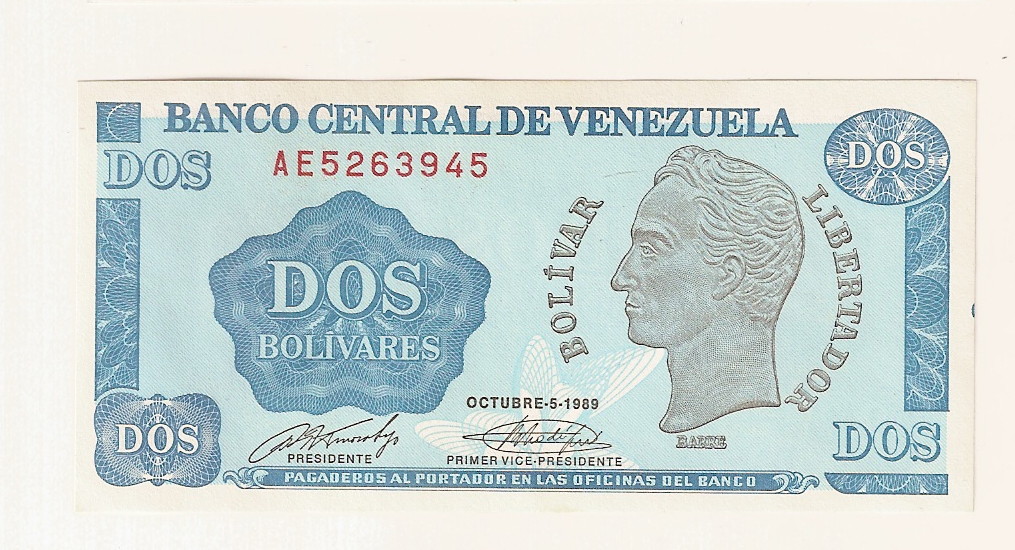 BANCO CENTRAL DE VENEZUELA
DOS
DOS
AE5263945
BOLÍVAR
LIBERTADOR
DOS
BOLÍVARES
OCTUBRE-5-1989
BARRE
DOS
DOS
PRESIDENTE
PRIMER VICE-PRESIDENTE
PAGADEROS AL PORTADOR EN LAS OFICINAS DEL BANCO